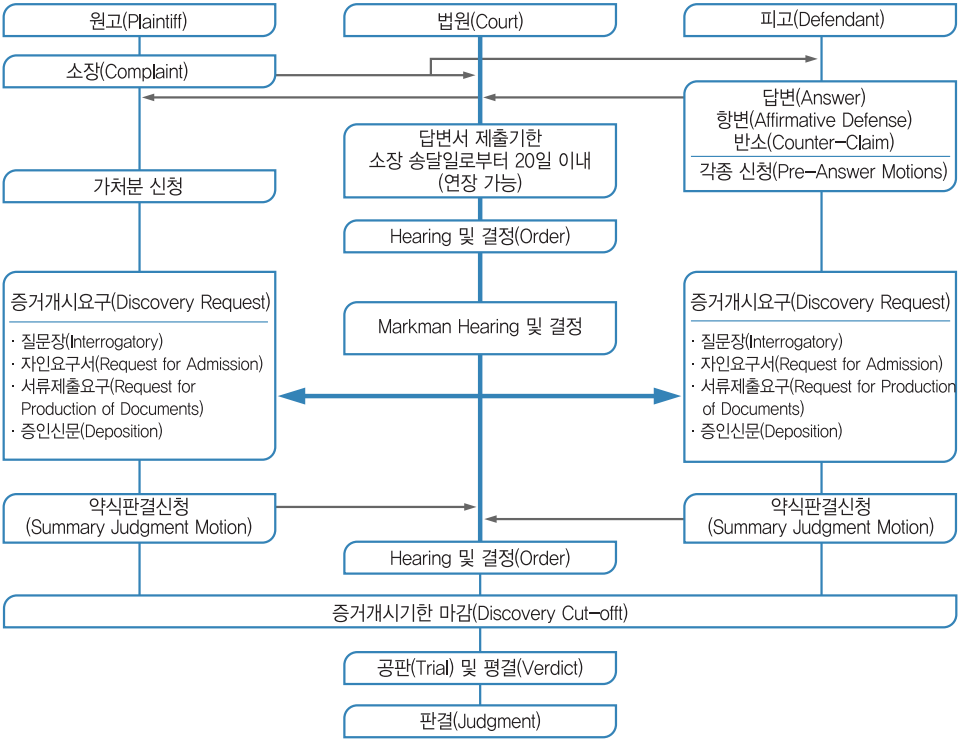 원고(Plaintiff)
법원(Court)
피고(Defendant)
소장(Complaint)
답변(Answer)
항변(Affirmative Defense)
반소(Counter-Claim)
각종 신청(Pre-Answer Motions)
답변서 제출기한
소장 송달일로부터 20일 이내
(연장 가능)
가처분 신청
Hearing 및 결정(Order)
증거개시요구(Discovery Request)
· 질문장(Interrogatory)
· 자인요구서(Request for Admission)
· 서류제출요구(Request for
Production of Documents)
· 증인신문(Deposition)
Markman Hearing 및 결정
증거개시요구(Discovery Request)
· 질문장(Interrogatory)
· 자인요구서(Request for Admission)
· 서류제출요구(Request for Production
of Documents)
· 증인신문(Deposition)
약식판결신청
(Summary Judgment Motion)
약식판결신청
(Summary Judgment Motion)
Hearing 및 결정(Order)
증거개시기한 마감(Discovery Cut-offt)
공판(Trial) 및 평결(Verdict)
판결(Judgment)